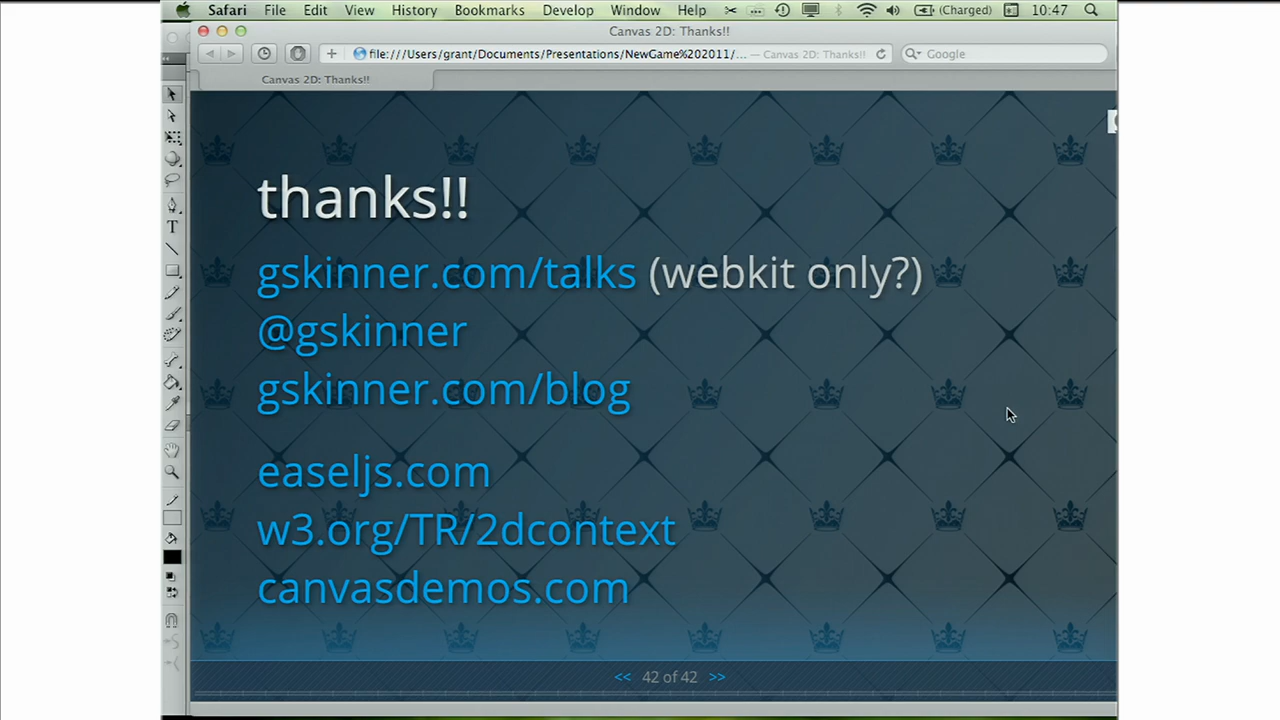 Safari File Edit View History Bookmarks Develop Window Help (Charged) 10:47
Canvas 2D: Thanks!!
file:///Users/grant/Documents/Presentations/NewGame%202011/... — Canvas 2D: Thanks!! Google
Canvas 2D: Thanks!!
thanks!!
gskinner.com/talks (webkit only?)
@gskinner
gskinner.com/blog
easeljs.com
w3.org/TR/2dcontext
canvasdemos.com
<< 42 of 42 >>